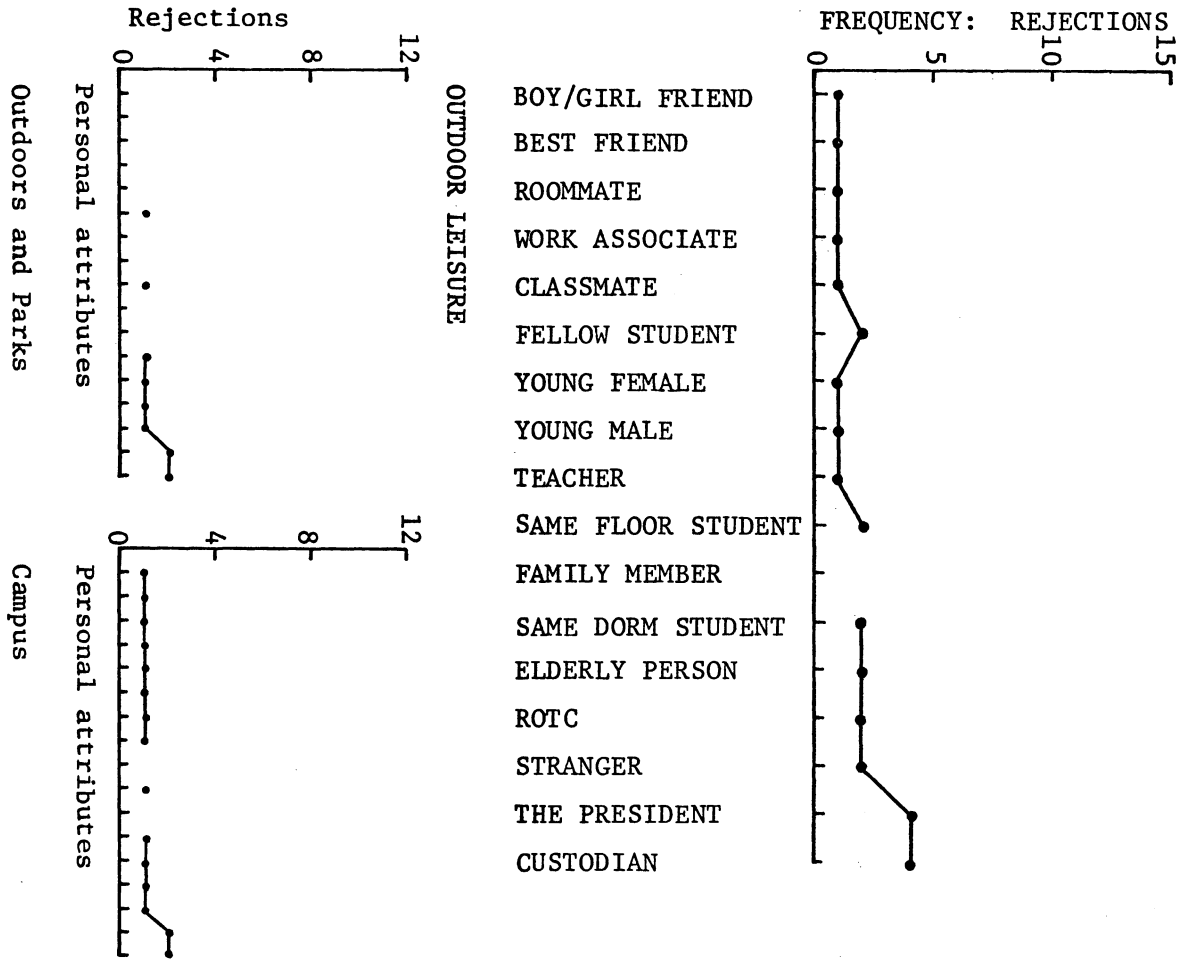 Rejections
0 4 8 12
Personal attributes
Outdoors and Parks
0 4 8 12
Personal attributes
Campus
OUTDOOR LEISURE
FREQUENCY: REJECTIONS
0 5 10 15
BOY/GIRL FRIEND
BEST FRIEND
ROOMMATE
WORK ASSOCIATE
CLASSMATE
FELLOW STUDENT
YOUNG FEMALE
YOUNG MALE
TEACHER
SAME FLOOR STUDENT
FAMILY MEMBER
SAME DORM STUDENT
ELDERLY PERSON
ROTC
STRANGER
THE PRESIDENT
CUSTODIAN